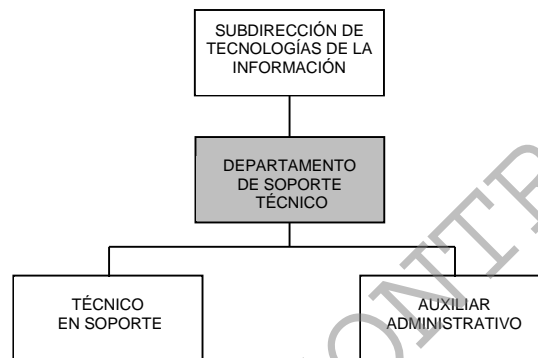 SUBDIRECCIÓN DE
TECNOLOGÍAS DE LA
INFORMACIÓN
DEPARTAMENTO
DE SOPORTE
TÉCNICO
TÉCNICO
EN SOPORTE
AUXILIAR
ADMINISTRATIVO